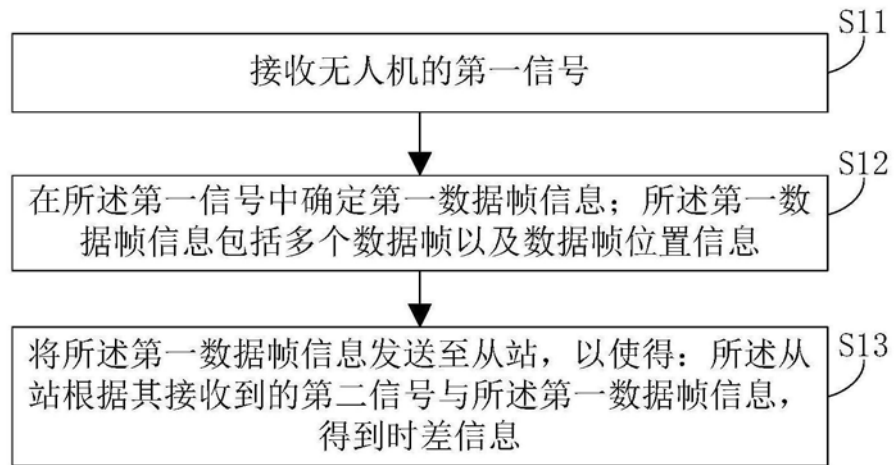 S11
接收无人机的第一信号
S12
在所述第一信号中确定第一数据帧信息；所述第一数
据帧信息包括多个数据帧以及数据帧位置信息
S13
将所述第一数据帧信息发送至从站，以使得：所述从
站根据其接收到的第二信号与所述第一数据帧信息，
得到时差信息